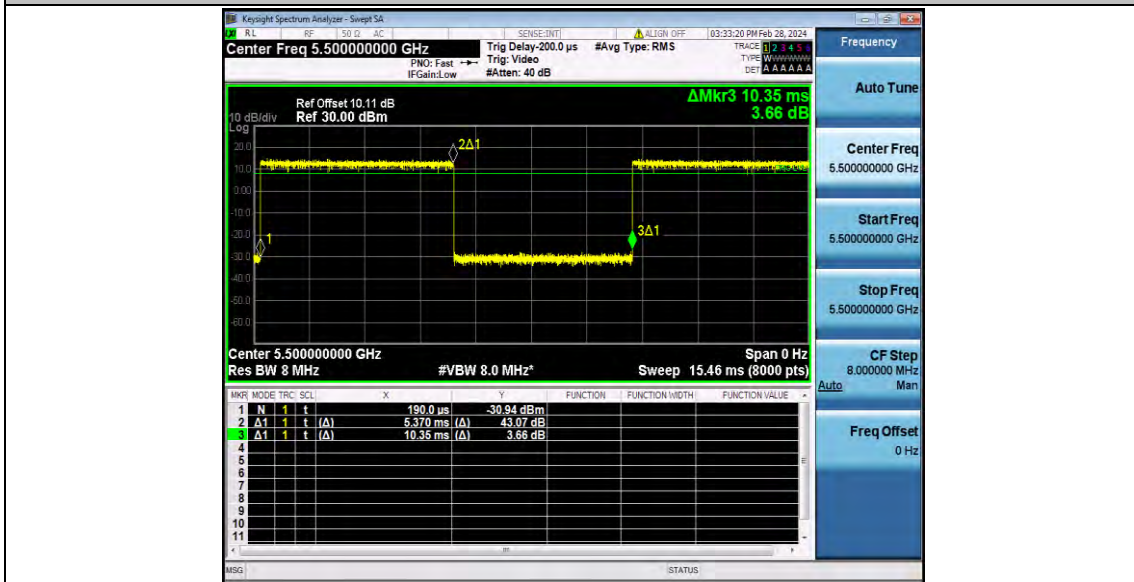 Keysight Spectrum Analyzer - Swept SA
RL RF 50 Ω AC SENSE:INT ALIGN OFF 03:33:20 PM Feb 28, 2024
Center Freq 5.500000000 GHz
PNO: Fast
IFGain:Low
Trig Delay-200.0 µs
Trig: Video
#Atten: 40 dB
#Avg Type: RMS
TRACE 1 2 3 4 5 6
TYPE WWWWWW
DET A A A A A A
Ref Offset 10.11 dB
10 dB/div Ref 30.00 dBm
Log
ΔMkr3 10.35 ms
3.66 dB
20.0
10.0
0.00
-10.0
-20.0
-30.0
-40.0
-50.0
-60.0
1
2Δ1
3Δ1
Center 5.500000000 GHz Span 0 Hz
Res BW 8 MHz #VBW 8.0 MHz* Sweep 15.46 ms (8000 pts)
MKR MODE TRC SCL X Y FUNCTION FUNCTION WIDTH FUNCTION VALUE
1 N 1 t 190.0 µs -30.94 dBm
2 Δ1 1 t (Δ) 5.370 ms (Δ) 43.07 dB
3 Δ1 1 t (Δ) 10.35 ms (Δ) 3.66 dB
4
5
6
7
8
9
10
11
MSG STATUS
Frequency
Auto Tune
Center Freq
5.500000000 GHz
Start Freq
5.500000000 GHz
Stop Freq
5.500000000 GHz
CF Step
8.000000 MHz
Auto Man
Freq Offset
0 Hz